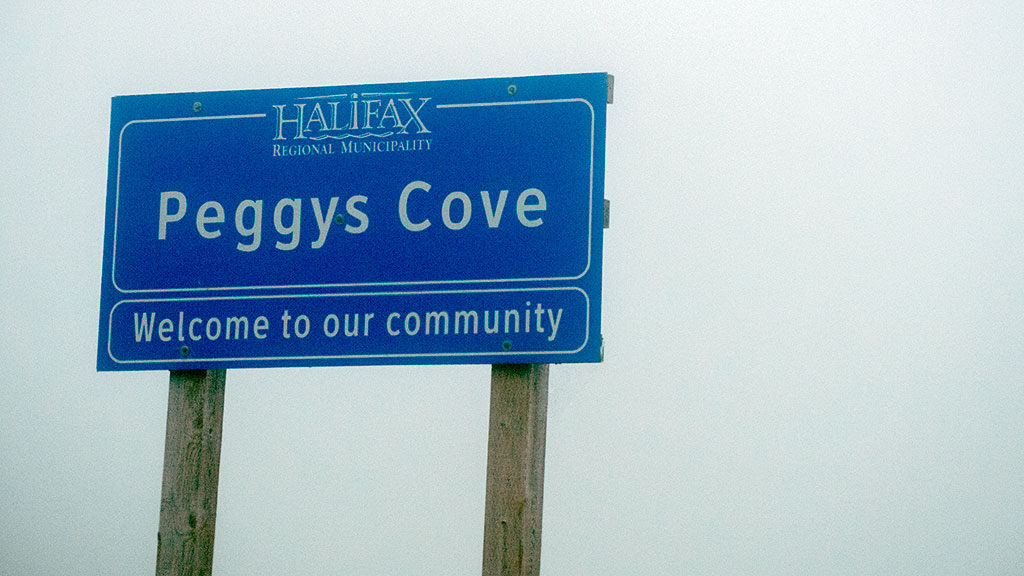 HALIFAX
REGIONAL MUNICIPALITY
Peggys Cove
Welcome to our community